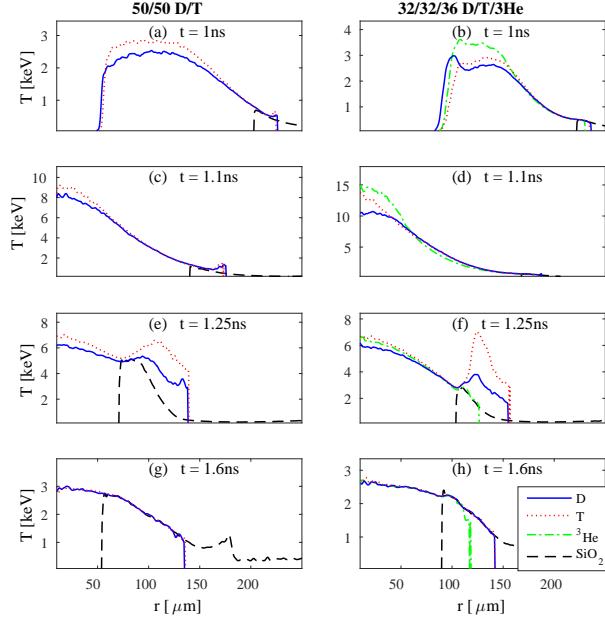 50/50 D/T
32/32/36 D/T/3He
(a) t = 1ns
(b) t = 1ns
T [keV]
3
2
1
4
3
2
1
(c) t = 1.1ns
(d) t = 1.1ns
T [keV]
10
8
6
4
2
15
10
5
(e) t = 1.25ns
(f) t = 1.25ns
T [keV]
8
6
4
2
8
6
4
2
(g) t = 1.6ns
(h) t = 1.6ns
T [keV]
4
3
2
1
3
2
1
D
T
³He
SiO₂
50 100 150 200
50 100 150 200
r [ μm]
r [ μm]